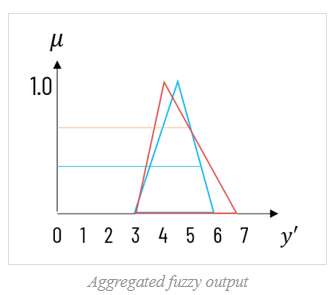 μ
1.0
0 1 2 3 4 5 6 7 y'
Aggregated fuzzy output